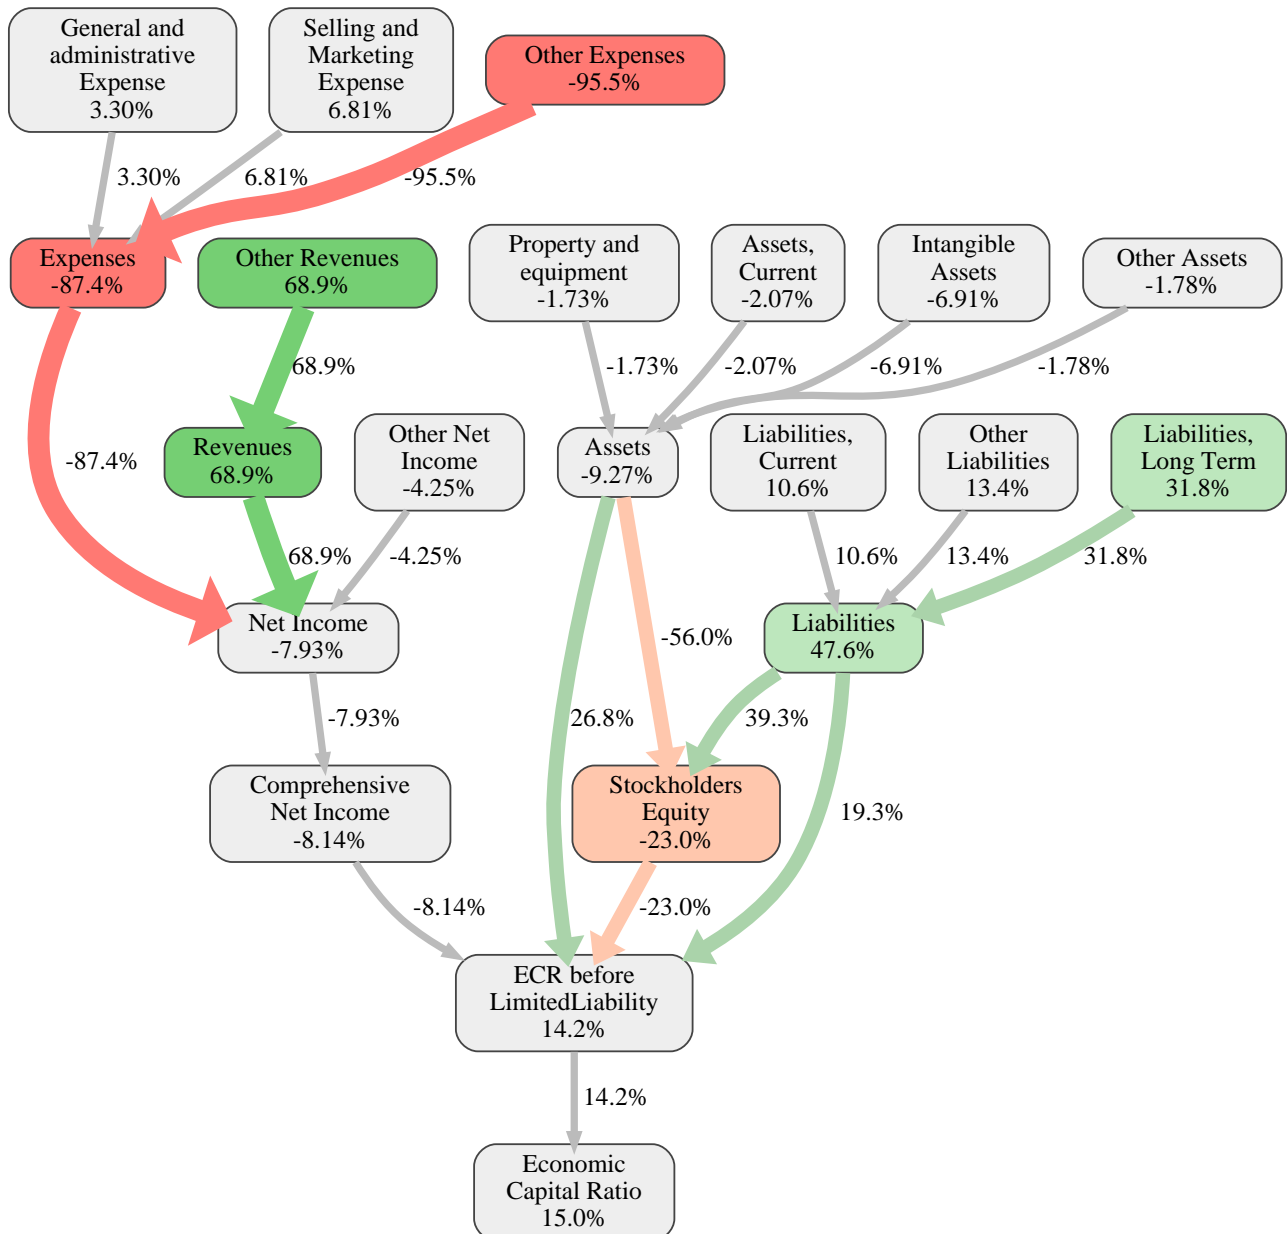 General and
administrative
Expense
3.30%
Selling and
Marketing
Expense
6.81%
Other Expenses
-95.5%
3.30%
6.81%
-95.5%
Expenses
-87.4%
Other Revenues
68.9%
Property and
equipment
-1.73%
Assets,
Current
-2.07%
Intangible
Assets
-6.91%
Other Assets
-1.78%
68.9%
-1.73%
-2.07%
-6.91%
-1.78%
-87.4%
Revenues
68.9%
Other Net
Income
-4.25%
Assets
-9.27%
Liabilities,
Current
10.6%
Other
Liabilities
13.4%
Liabilities,
Long Term
31.8%
68.9%
-4.25%
10.6%
13.4%
31.8%
Net Income
-7.93%
-56.0%
Liabilities
47.6%
-7.93%
26.8%
39.3%
Comprehensive
Net Income
-8.14%
Stockholders
Equity
-23.0%
19.3%
-8.14%
-23.0%
ECR before
LimitedLiability
14.2%
14.2%
Economic
Capital Ratio
15.0%